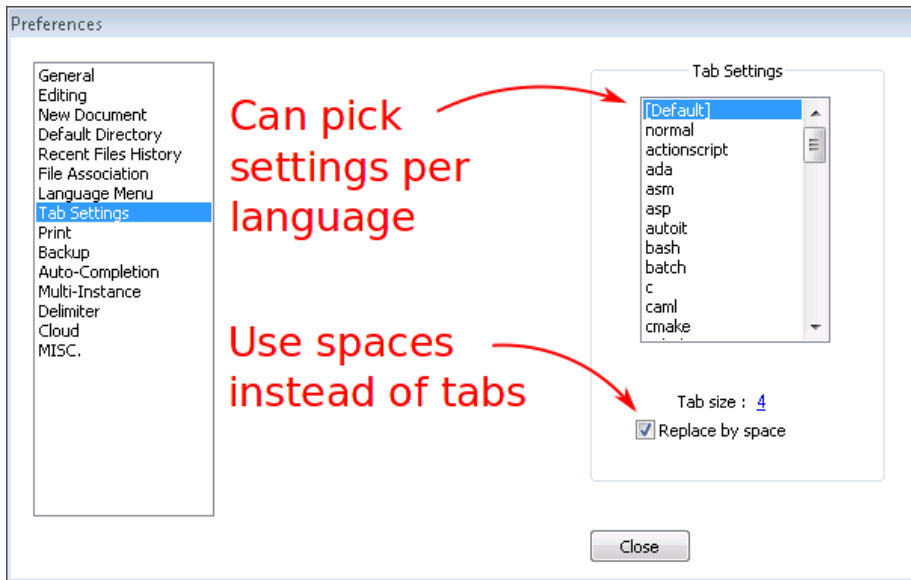 Preferences
General
Editing
New Document
Default Directory
Recent Files History
File Association
Language Menu
Tab Settings
Print
Backup
Auto-Completion
Multi-Instance
Delimiter
Cloud
MISC.
Can pick
settings per
language
Use spaces
instead of tabs
Tab Settings
[Default]
normal
actionscript
ada
asm
asp
autoit
bash
batch
c
caml
cmake
Tab size : 4
Replace by space
Close